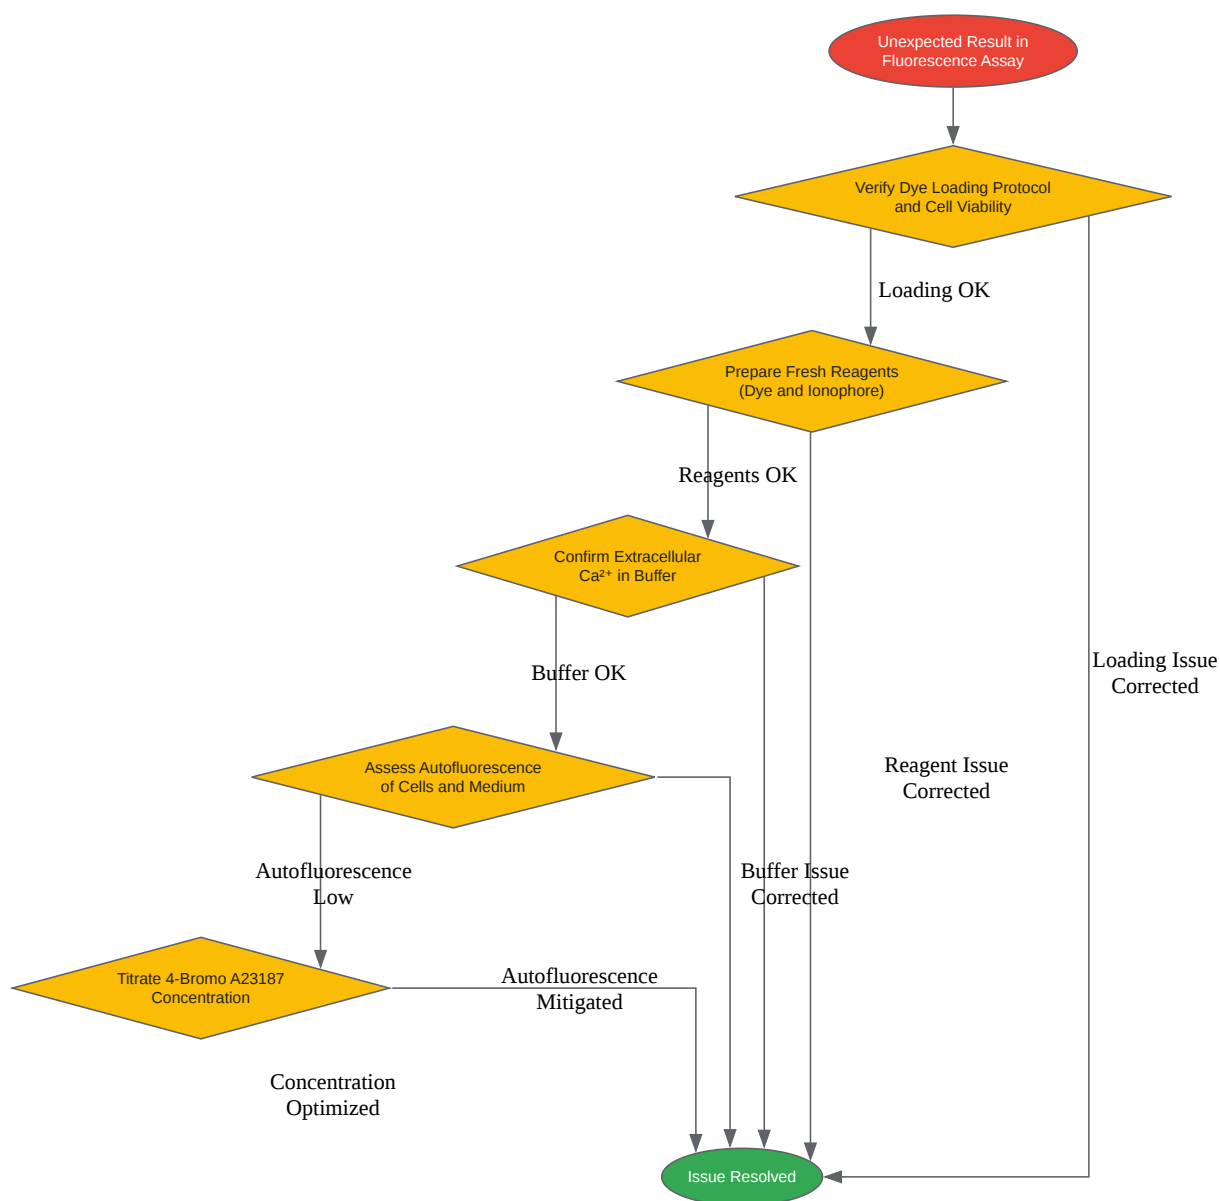 Unexpected Result in
Fluorescence Assay
Verify Dye Loading Protocol
and Cell Viability
Loading OK
Prepare Fresh Reagents
(Dye and Ionophore)
Reagents OK
Confirm Extracellular
Ca²⁺ in Buffer
Loading Issue
Corrected
Buffer OK
Assess Autofluorescence
of Cells and Medium
Reagent Issue
Corrected
Autofluorescence
Low
Buffer Issue
Corrected
Titrate 4-Bromo A23187
Concentration
Autofluorescence
Mitigated
Concentration
Optimized
Issue Resolved